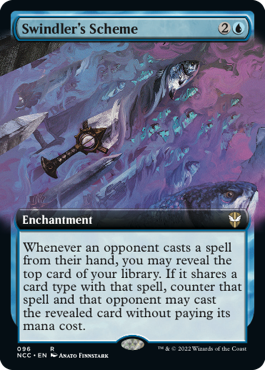 Swindler's Scheme 2
Enchantment
Whenever an opponent casts a spell
from their hand, you may reveal the
top card of your library. If it shares a
card type with that spell, counter that
spell and that opponent may cast
the revealed card without paying its
mana cost.
096 R
NCC • EN Anato Finnstark ™ & © 2022 Wizards of the Coast